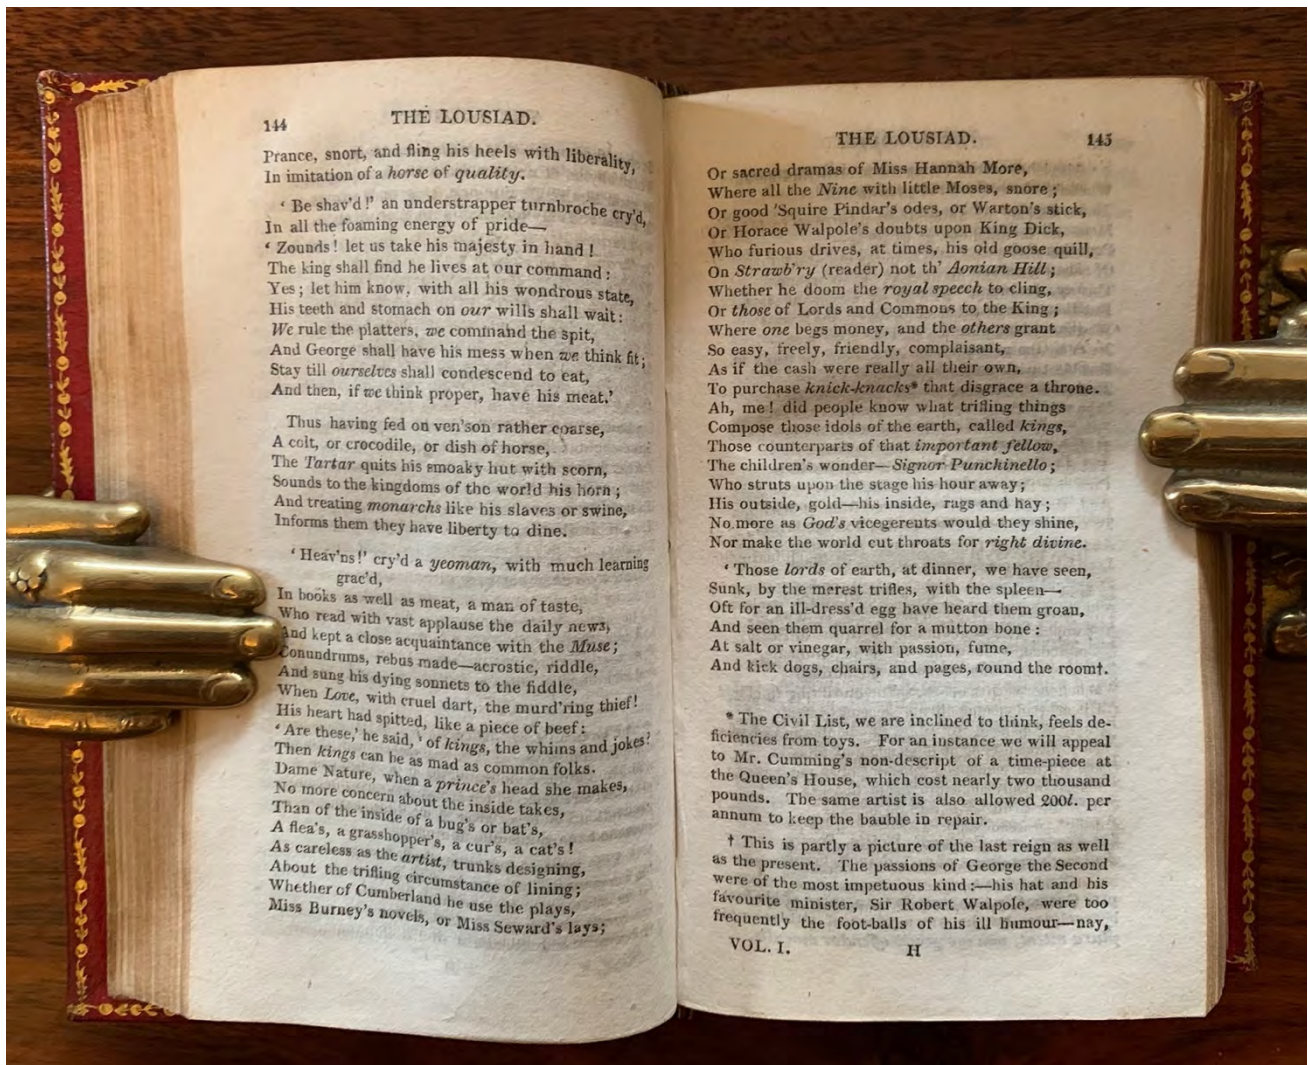 144
THE LOUSIAD.
Prance, snort, and fling his heels with liberality,
In imitation of a horse of quality.
‘ Be shav’d !’ an understrapper turnbroche cry’d,
In all the foaming energy of pride—
‘ Zounds ! let us take his majesty in hand !
The king shall find he lives at our command :
Yes ; let him know, with all his wondrous state,
His teeth and stomach on our wills shall wait :
We rule the platters, we command the spit,
And George shall have his mess when we think fit ;
Stay till ourselves shall condescend to eat,
And then, if we think proper, have his meat.’
Thus having fed on ven’son rather coarse,
A colt, or crocodile, or dish of horse,
The Tartar quits his smoaky hut with scorn,
Sounds to the kingdoms of the world his horn ;
And treating monarchs like his slaves or swine,
Informs them they have liberty to dine.
‘ Heav’ns !’ cry’d a yeoman, with much learning
grac’d,
In books as well as meat, a man of taste,
Who read with vast applause the daily news,
And kept a close acquaintance with the Muse ;
Conundrums, rebus made—acrostic, riddle,
And sung his dying sonnets to the fiddle,
When Love, with cruel dart, the murd’ring thief !
His heart had spitted, like a piece of beef :
‘ Are these,’ he said, ‘ of kings, the whims and jokes ?
Then kings can be as mad as common folks.
Dame Nature, when a prince’s head she makes,
No more concern about the inside takes,
Than of the inside of a bug’s or bat’s,
A flea’s, a grasshopper’s, a cur’s, a cat’s !
As careless as the artist, trunks designing,
About the trifling circumstance of lining ;
Whether of Cumberland he use the plays,
Miss Burney’s novels, or Miss Seward’s lays ;
THE LOUSIAD.
145
Or sacred dramas of Miss Hannah More,
Where all the Nine with little Moses, snore ;
Or good ’Squire Pindar’s odes, or Warton’s stick,
Or Horace Walpole’s doubts upon King Dick,
Who furious drives, at times, his old goose quill,
On Strawb’ry (reader) not th’ Aonian Hill ;
Whether he doom the royal speech to cling,
Or those of Lords and Commons to the King ;
Where one begs money, and the others grant
So easy, freely, friendly, complaisant,
As if the cash were really all their own,
To purchase knick-knacks* that disgrace a throne.
Ah, me ! did people know what trifling things
Compose those idols of the earth, called kings,
Those counterparts of that important fellow,
The children’s wonder—Signor Punchinello ;
Who struts upon the stage his hour away ;
His outside, gold—his inside, rags and hay ;
No more as God’s vicegerents would they shine,
Nor make the world cut throats for right divine.
‘ Those lords of earth, at dinner, we have seen,
Sunk, by the merest trifles, with the spleen—
Oft for an ill-dress’d egg have heard them groan,
And seen them quarrel for a mutton bone :
At salt or vinegar, with passion, fume,
And kick dogs, chairs, and pages, round the room†.
* The Civil List, we are inclined to think, feels de-
ficiencies from toys. For an instance we will appeal
to Mr. Cumming’s non-descript of a time-piece at
the Queen’s House, which cost nearly two thousand
pounds. The same artist is also allowed 200l. per
annum to keep the bauble in repair.
† This is partly a picture of the last reign as well
as the present. The passions of George the Second
were of the most impetuous kind :—his hat and his
favourite minister, Sir Robert Walpole, were too
frequently the foot-balls of his ill humour—nay,
VOL. I.
H